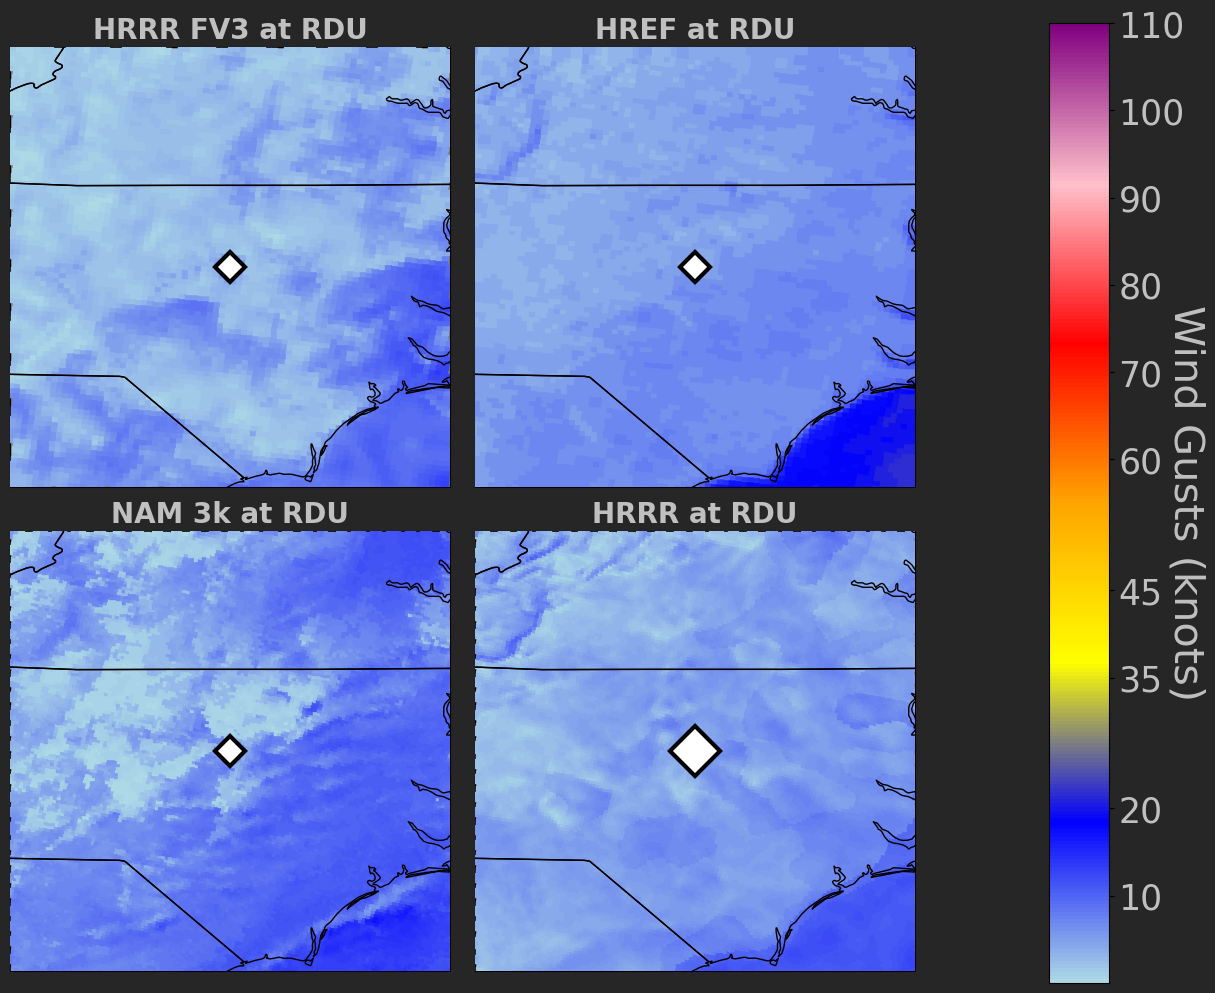 HRRR FV3 at RDU
HREF at RDU
NAM 3k at RDU
HRRR at RDU
110
100
90
80
70
60
45
35
20
10
Wind Gusts (knots)